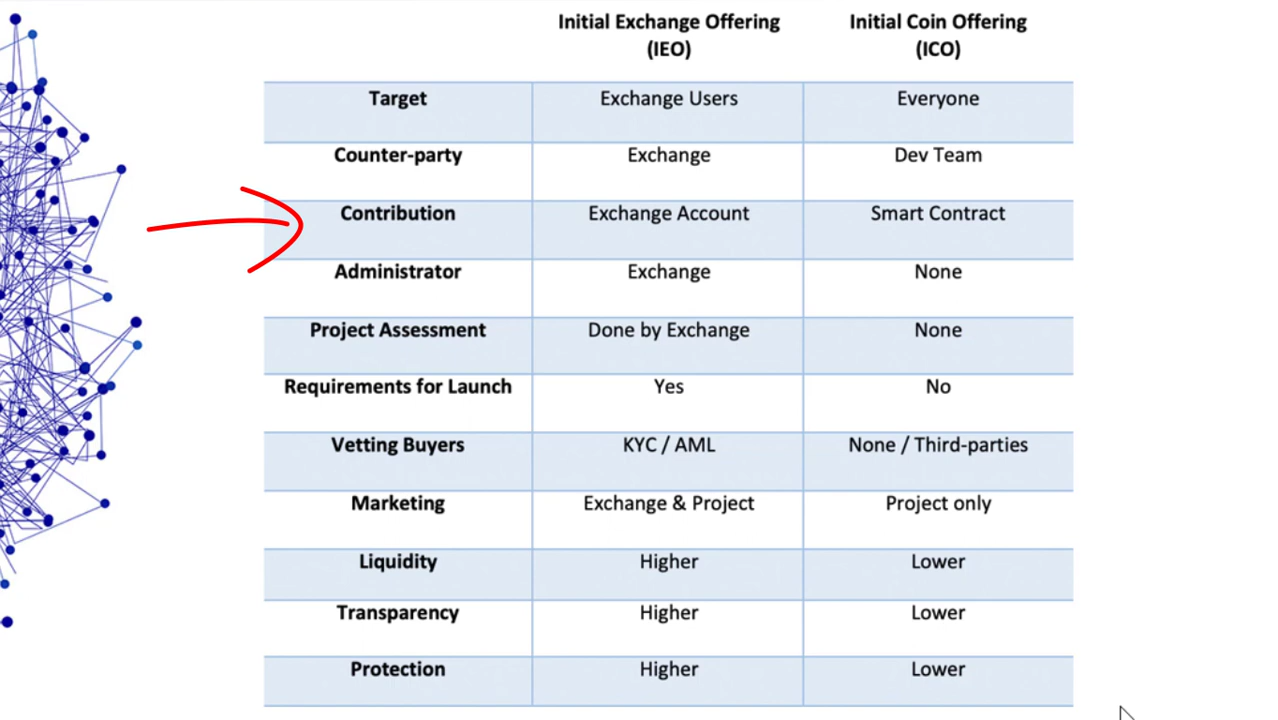 Initial Exchange Offering
(IEO)
Initial Coin Offering
(ICO)
Target
Exchange Users
Everyone
Counter-party
Exchange
Dev Team
Contribution
Exchange Account
Smart Contract
Administrator
Exchange
None
Project Assessment
Done by Exchange
None
Requirements for Launch
Yes
No
Vetting Buyers
KYC / AML
None / Third-parties
Marketing
Exchange & Project
Project only
Liquidity
Higher
Lower
Transparency
Higher
Lower
Protection
Higher
Lower